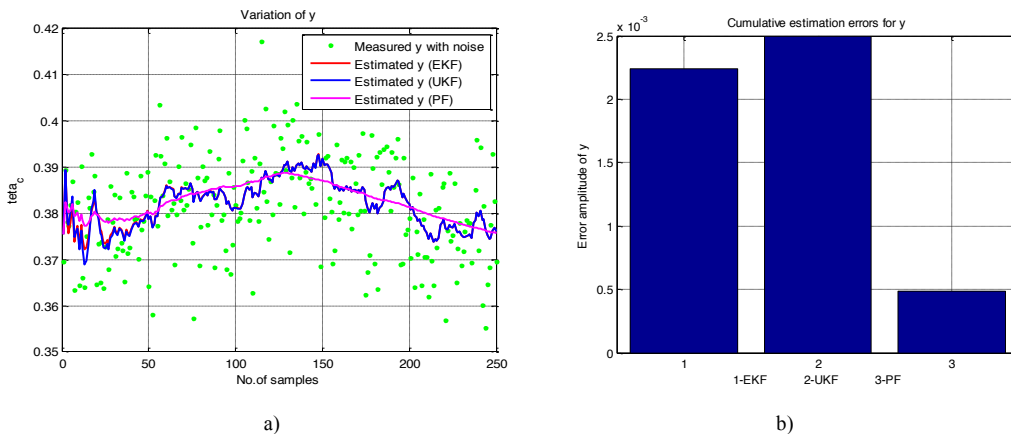 Variation of y
0.42
0.41
0.4
0.39
0.38
0.37
0.36
0.35
teta_c
0 50 100 150 200 250
No.of samples
Measured y with noise
Estimated y (EKF)
Estimated y (UKF)
Estimated y (PF)
a)
x 10^-3
Cumulative estimation errors for y
2.5
2
1.5
1
0.5
0
Error amplitude of y
1 2 3
1-EKF 2-UKF 3-PF
b)